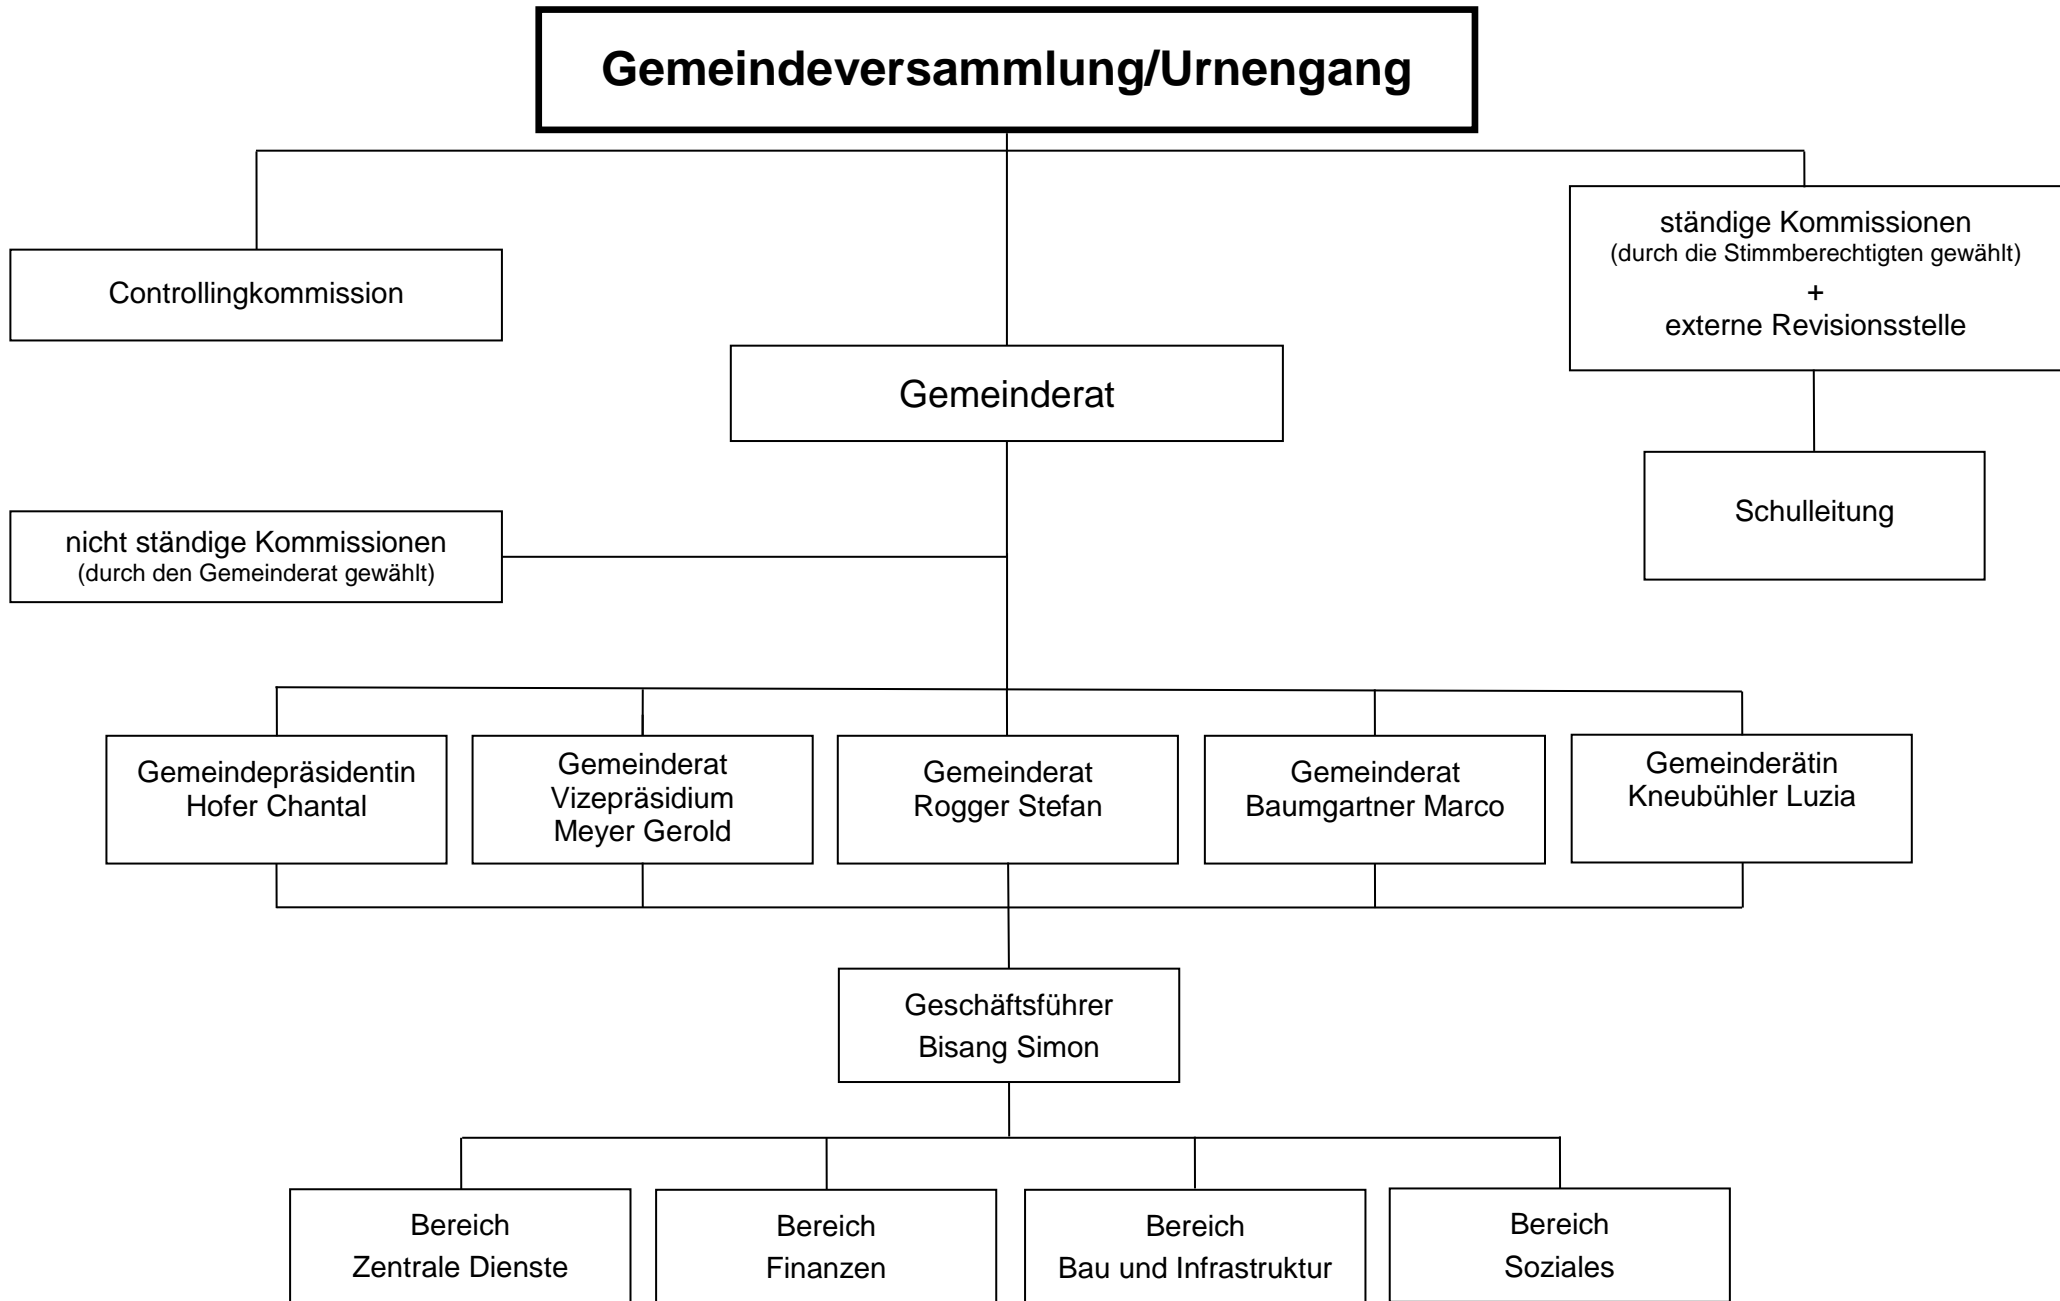 Gemeindeversammlung/Urnengang
ständige Kommissionen
(durch die Stimmberechtigten gewählt)
+
externe Revisionsstelle
Controllingkommission
Gemeinderat
Schulleitung
nicht ständige Kommissionen
(durch den Gemeinderat gewählt)
Gemeindepräsidentin
Hofer Chantal
Gemeinderat
Vizepräsidium
Meyer Gerold
Gemeinderat
Rogger Stefan
Gemeinderat
Baumgartner Marco
Gemeinderätin
Kneubühler Luzia
Geschäftsführer
Bisang Simon
Bereich
Zentrale Dienste
Bereich
Finanzen
Bereich
Bau und Infrastruktur
Bereich
Soziales